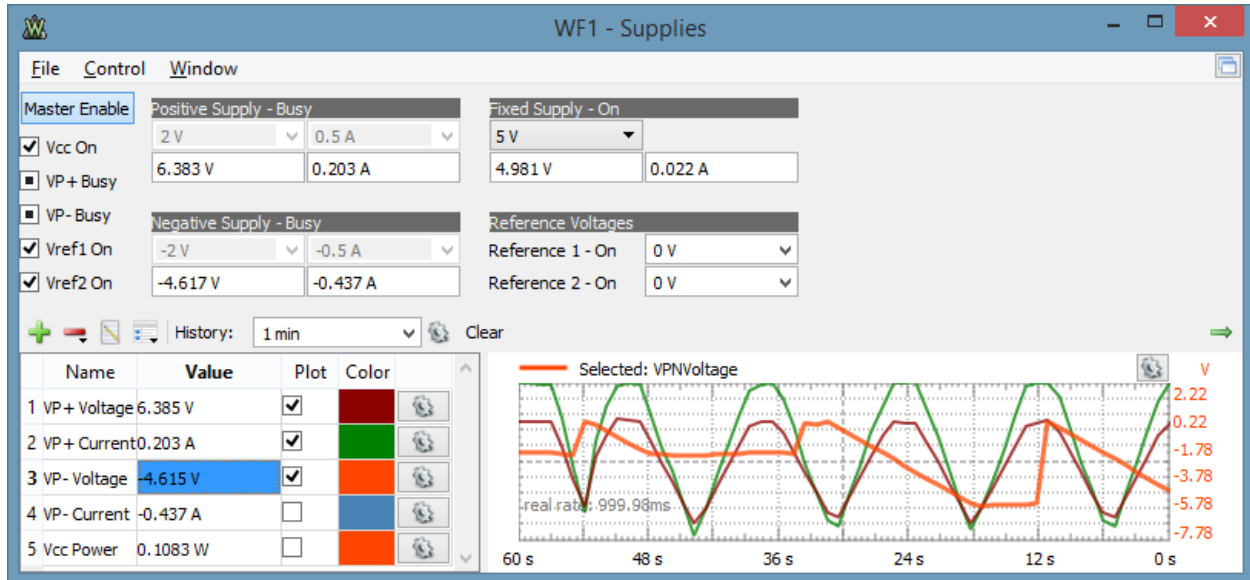 WF1 - Supplies
File Control Window
Master Enable
Vcc On
VP+ Busy
VP- Busy
Vref1 On
Vref2 On
Positive Supply - Busy
2 V 0.5 A
6.383 V 0.203 A
Negative Supply - Busy
-2 V -0.5 A
-4.617 V -0.437 A
Fixed Supply - On
5 V
4.981 V 0.022 A
Reference Voltages
Reference 1 - On 0 V
Reference 2 - On 0 V
History: 1 min Clear
Name Value Plot Color
1 VP+ Voltage 6.385 V
2 VP+ Current 0.203 A
3 VP- Voltage -4.615 V
4 VP- Current -0.437 A
5 Vcc Power 0.1083 W
Selected: VPNVoltage
V
2.22
0.22
-1.78
-3.78
-5.78
-7.78
real rate: 999.98ms
60 s 48 s 36 s 24 s 12 s 0 s